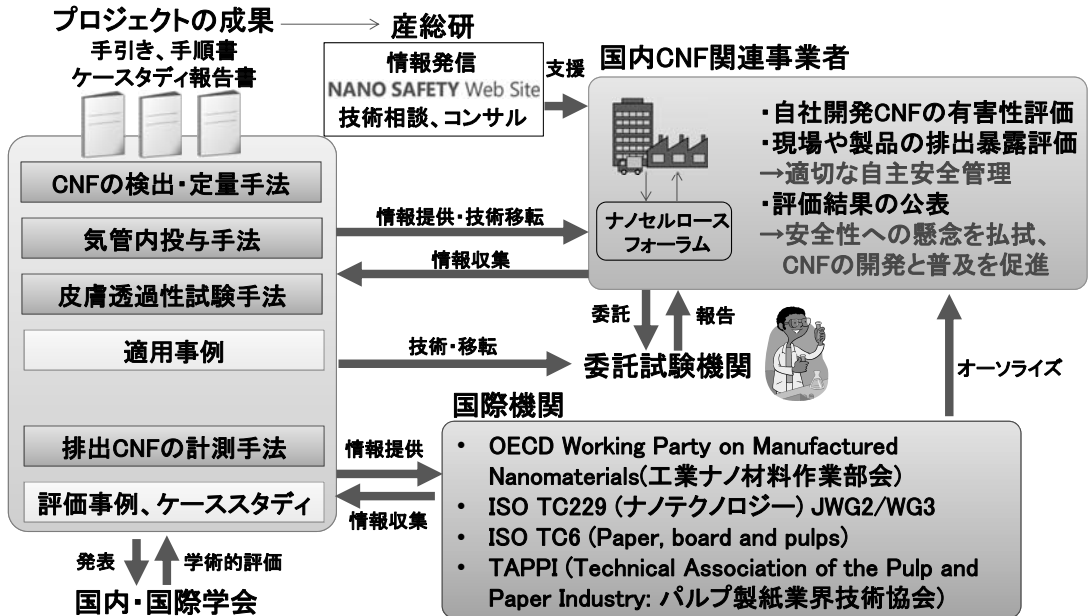 プロジェクトの成果
手引き、手順書
ケースタディ報告書
CNFの検出・定量手法
気管内投与手法
皮膚透過性試験手法
適用事例
排出CNFの計測手法
評価事例、ケーススタディ
発表
学術的評価
国内・国際学会
産総研
情報発信
NANO SAFETY Web Site
技術相談、コンサル
支援
情報提供・技術移転
情報収集
技術・移転
情報提供
情報収集
国内CNF関連事業者
ナノセルロース
フォーラム
・自社開発CNFの有害性評価
・現場や製品の排出暴露評価
→適切な自主安全管理
・評価結果の公表
→安全性への懸念を払拭、
CNFの開発と普及を促進
委託
報告
委託試験機関
オーソライズ
国際機関
• OECD Working Party on Manufactured
Nanomaterials(工業ナノ材料作業部会)
• ISO TC229 (ナノテクノロジー) JWG2/WG3
• ISO TC6 (Paper, board and pulps)
• TAPPI (Technical Association of the Pulp and
Paper Industry: パルプ製紙業界技術協会)